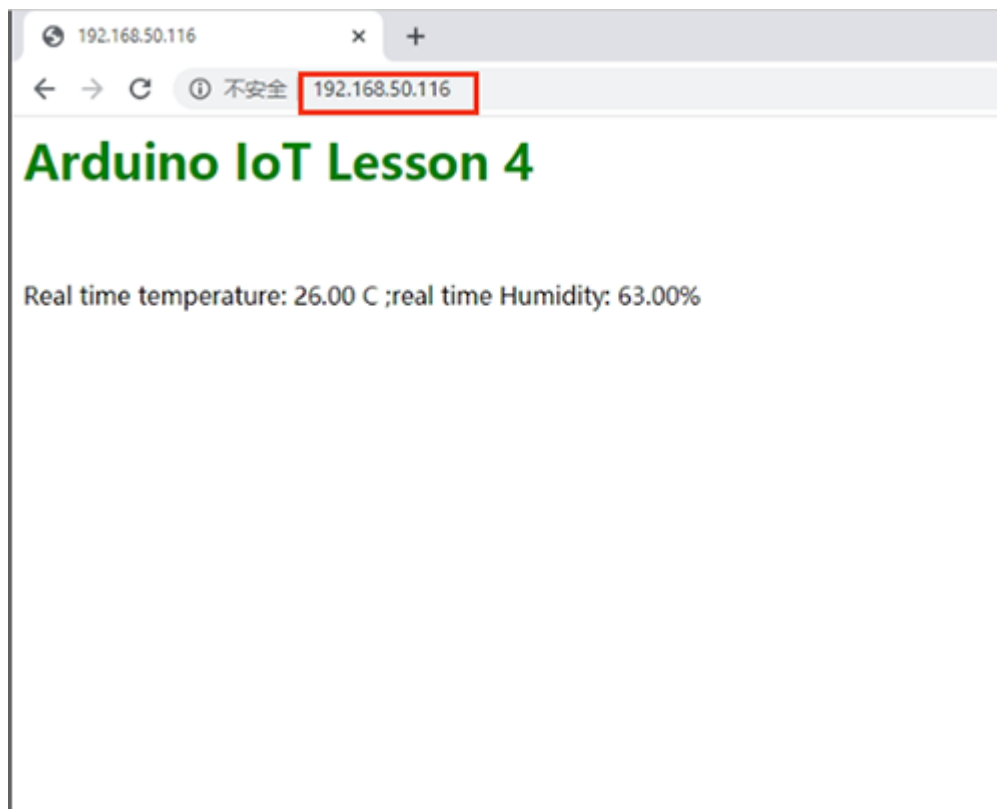 192.168.50.116
不安全 192.168.50.116
Arduino IoT Lesson 4
Real time temperature: 26.00 C ;real time Humidity: 63.00%